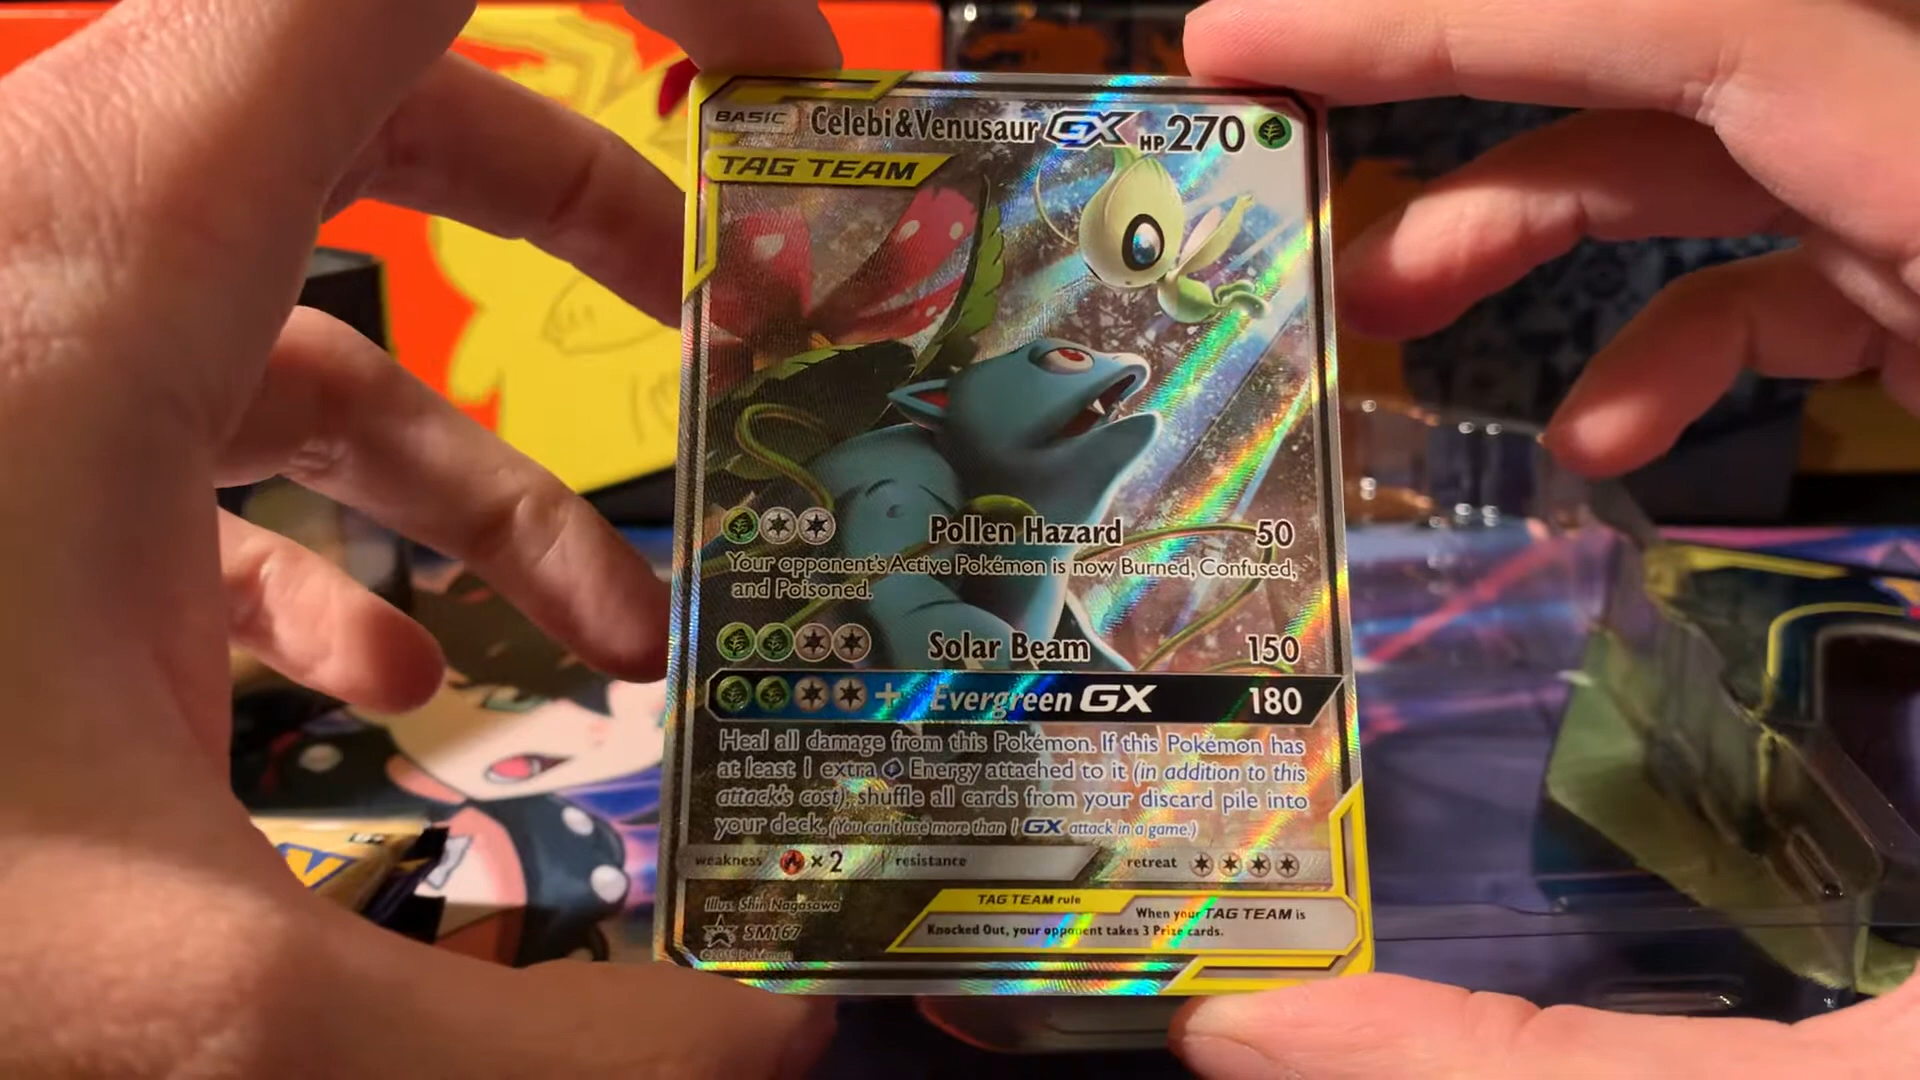 BASIC Celebi&Venusaur GX HP 270
TAG TEAM
Pollen Hazard 50
Your opponent's Active Pokémon is now Burned, Confused,
and Poisoned.
Solar Beam 150
+ Evergreen GX 180
Heal all damage from this Pokémon. If this Pokémon has
at least 1 extra Energy attached to it (in addition to this
attack's cost), shuffle all cards from your discard pile into
your deck. (You can't use more than 1 GX attack in a game.)
weakness ×2 resistance retreat
Illus. Shin Nagasawa
SM167
©2019 Pokémon
TAG TEAM rule
When your TAG TEAM is
Knocked Out, your opponent takes 3 Prize cards.